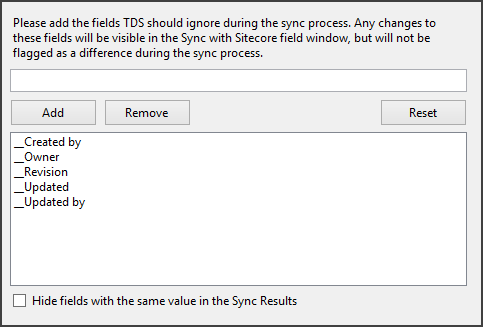 Please add the fields TDS should ignore during the sync process. Any changes to
these fields will be visible in the Sync with Sitecore field window, but will not be
flagged as a difference during the sync process.
Add
Remove
Reset
__Created by
__Owner
__Revision
__Updated
__Updated by
Hide fields with the same value in the Sync Results